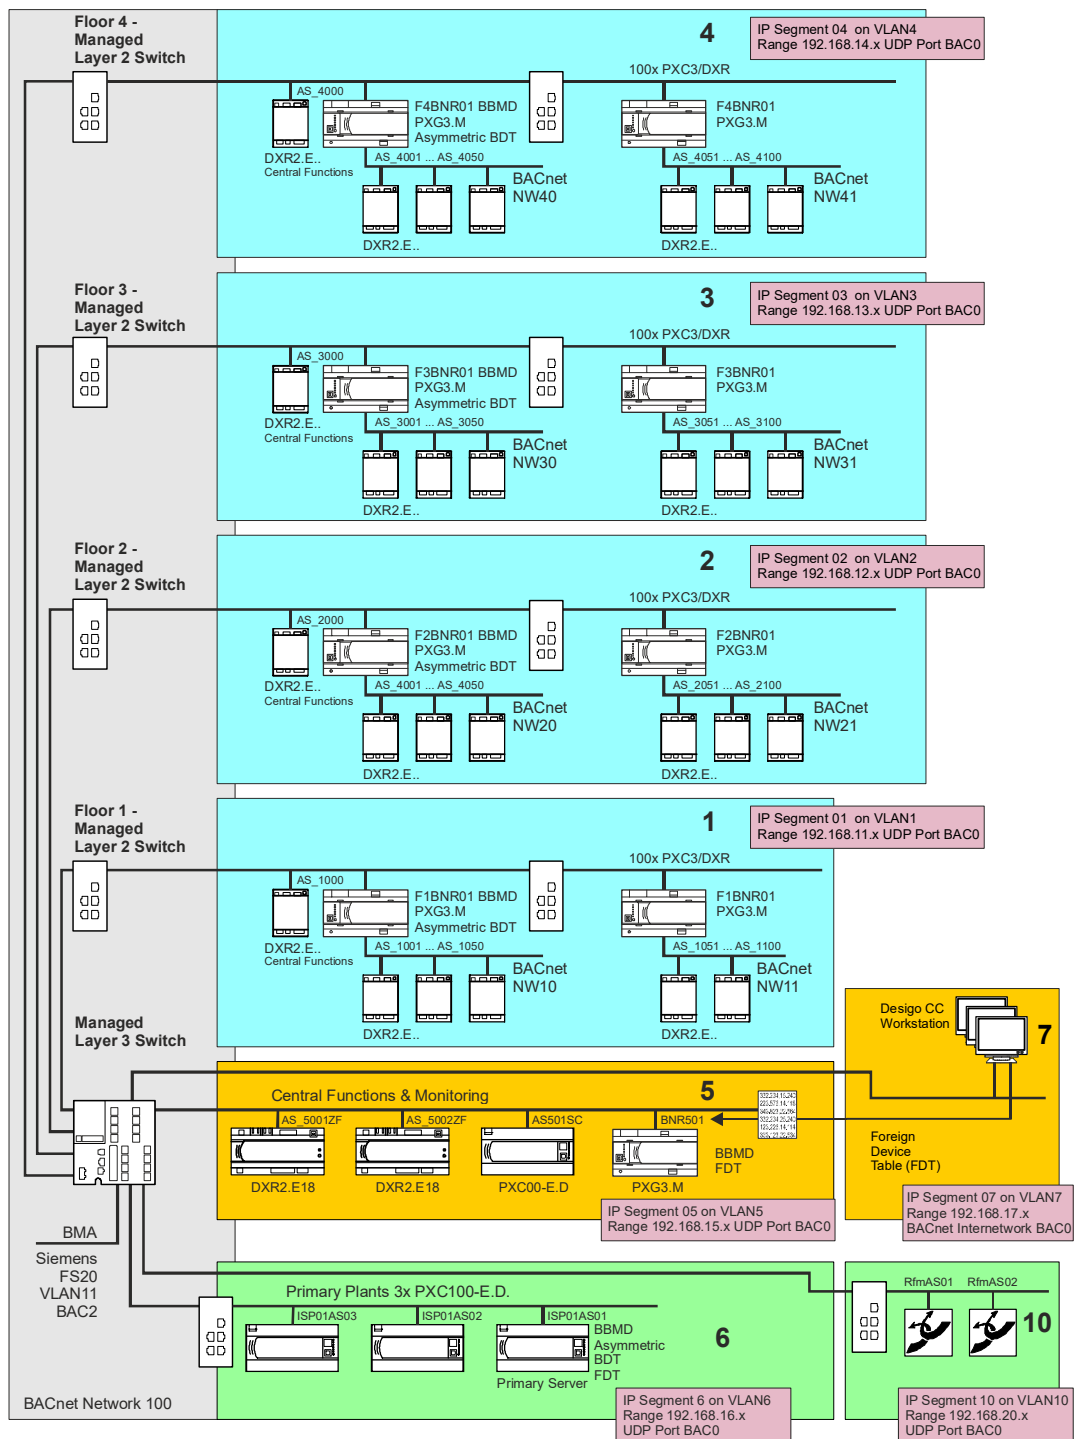 Floor 4 -
Managed
Layer 2 Switch
4
IP Segment 04 on VLAN4
Range 192.168.14.x UDP Port BAC0
100x PXC3/DXR
AS_4000
F4BNR01 BBMD
PXG3.M
Asymmetric BDT
F4BNR01
PXG3.M
DXR2.E..
Central Functions
AS_4001 ... AS_4050
BACnet
NW40
DXR2.E..
AS_4051 ... AS_4100
BACnet
NW41
DXR2.E..
Floor 3 -
Managed
Layer 2 Switch
3
IP Segment 03 on VLAN3
Range 192.168.13.x UDP Port BAC0
100x PXC3/DXR
AS_3000
F3BNR01 BBMD
PXG3.M
Asymmetric BDT
F3BNR01
PXG3.M
DXR2.E..
Central Functions
AS_3001 ... AS_3050
BACnet
NW30
DXR2.E..
AS_3051 ... AS_3100
BACnet
NW31
DXR2.E..
Floor 2 -
Managed
Layer 2 Switch
2
IP Segment 02 on VLAN2
Range 192.168.12.x UDP Port BAC0
100x PXC3/DXR
AS_2000
F2BNR01 BBMD
PXG3.M
Asymmetric BDT
F2BNR01
PXG3.M
DXR2.E..
Central Functions
AS_4001 ... AS_4050
BACnet
NW20
DXR2.E..
AS_2051 ... AS_2100
BACnet
NW21
DXR2.E..
Floor 1 -
Managed
Layer 2 Switch
1
IP Segment 01 on VLAN1
Range 192.168.11.x UDP Port BAC0
100x PXC3/DXR
AS_1000
F1BNR01 BBMD
PXG3.M
Asymmetric BDT
F1BNR01
PXG3.M
DXR2.E..
Central Functions
AS_1001 ... AS_1050
BACnet
NW10
DXR2.E..
AS_1051 ... AS_1100
BACnet
NW11
DXR2.E..
Managed
Layer 3 Switch
Desigo CC
Workstation
7
Central Functions & Monitoring
5
AS_5001ZF
AS_5002ZF
AS501SC
BNR501
BBMD
FDT
DXR2.E18
DXR2.E18
PXC00-E.D
PXG3.M
Foreign
Device
Table (FDT)
IP Segment 05 on VLAN5
Range 192.168.15.x UDP Port BAC0
IP Segment 07 on VLAN7
Range 192.168.17.x
BACnet Internetwork BAC0
BMA
Siemens
FS20
VLAN11
BAC2
Primary Plants 3x PXC100-E.D.
ISP01AS03
ISP01AS02
ISP01AS01
BBMD
Asymmetric
BDT
FDT
Primary Server
6
RfmAS01
RfmAS02
10
IP Segment 6 on VLAN6
Range 192.168.16.x
UDP Port BAC0
IP Segment 10 on VLAN10
Range 192.168.20.x
UDP Port BAC0
BACnet Network 100